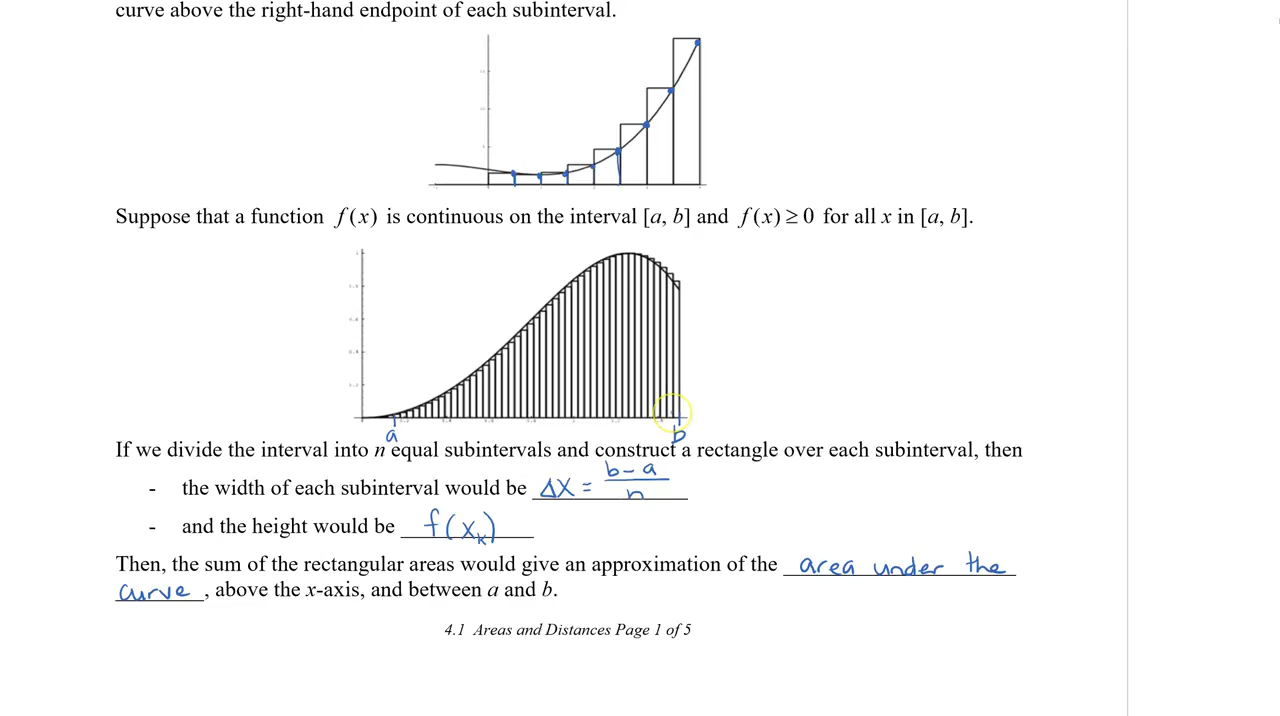 curve above the right-hand endpoint of each subinterval.
Suppose that a function f(x) is continuous on the interval [a, b] and f(x) ≥ 0 for all x in [a, b].
a
b
If we divide the interval into n equal subintervals and construct a rectangle over each subinterval, then
- the width of each subinterval would be Δx = b-a / n
- and the height would be f(xₖ)
Then, the sum of the rectangular areas would give an approximation of the area under the
curve, above the x-axis, and between a and b.
4.1 Areas and Distances Page 1 of 5